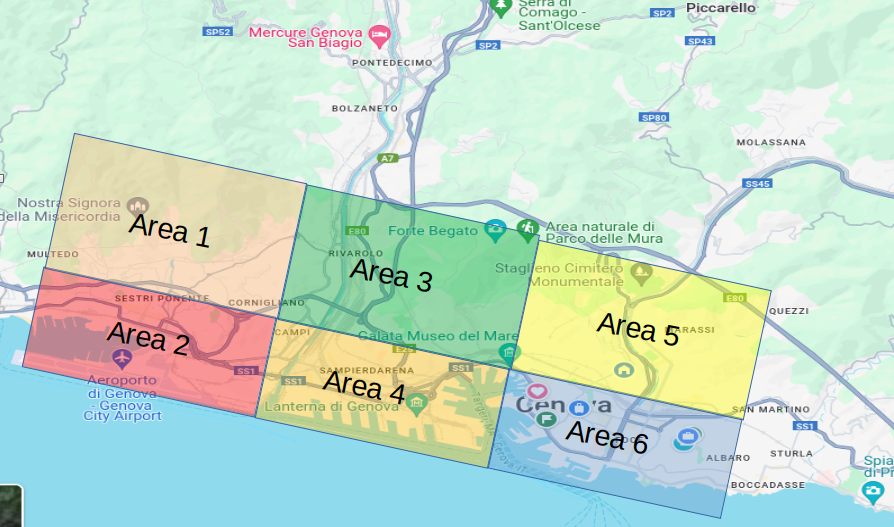 Serra di
Comago -
Sant'Olcese
Piccarello
SP2
SP52
Mercure Genova
San Biagio
SP2
SP43
PONTEDECIMO
BOLZANETO
SP80
MOLASSANA
A7
SS45
Nostra Signora
della Misericordia
Area 1
E80
Forte Begato
Area naturale di
Parco delle Mura
MULTEDO
RIVAROLO
Area 3
Staglieno Cimitero
Monumentale
SESTRI PONENTE
CORNIGLIANO
E80
QUEZZI
Area 2
CAMPI
Galata Museo del Mare
Area 5
MARASSI
SS1
SS1
SAMPIERDARENA
SS1
Aeroporto
di Genova
- Genova
City Airport
Area 4
Lanterna di Genova
Genova
SAN MARTINO
SS1
Area 6
FOCE
ALBARO
STURLA
BOCCADASSE
Spia
di Pr